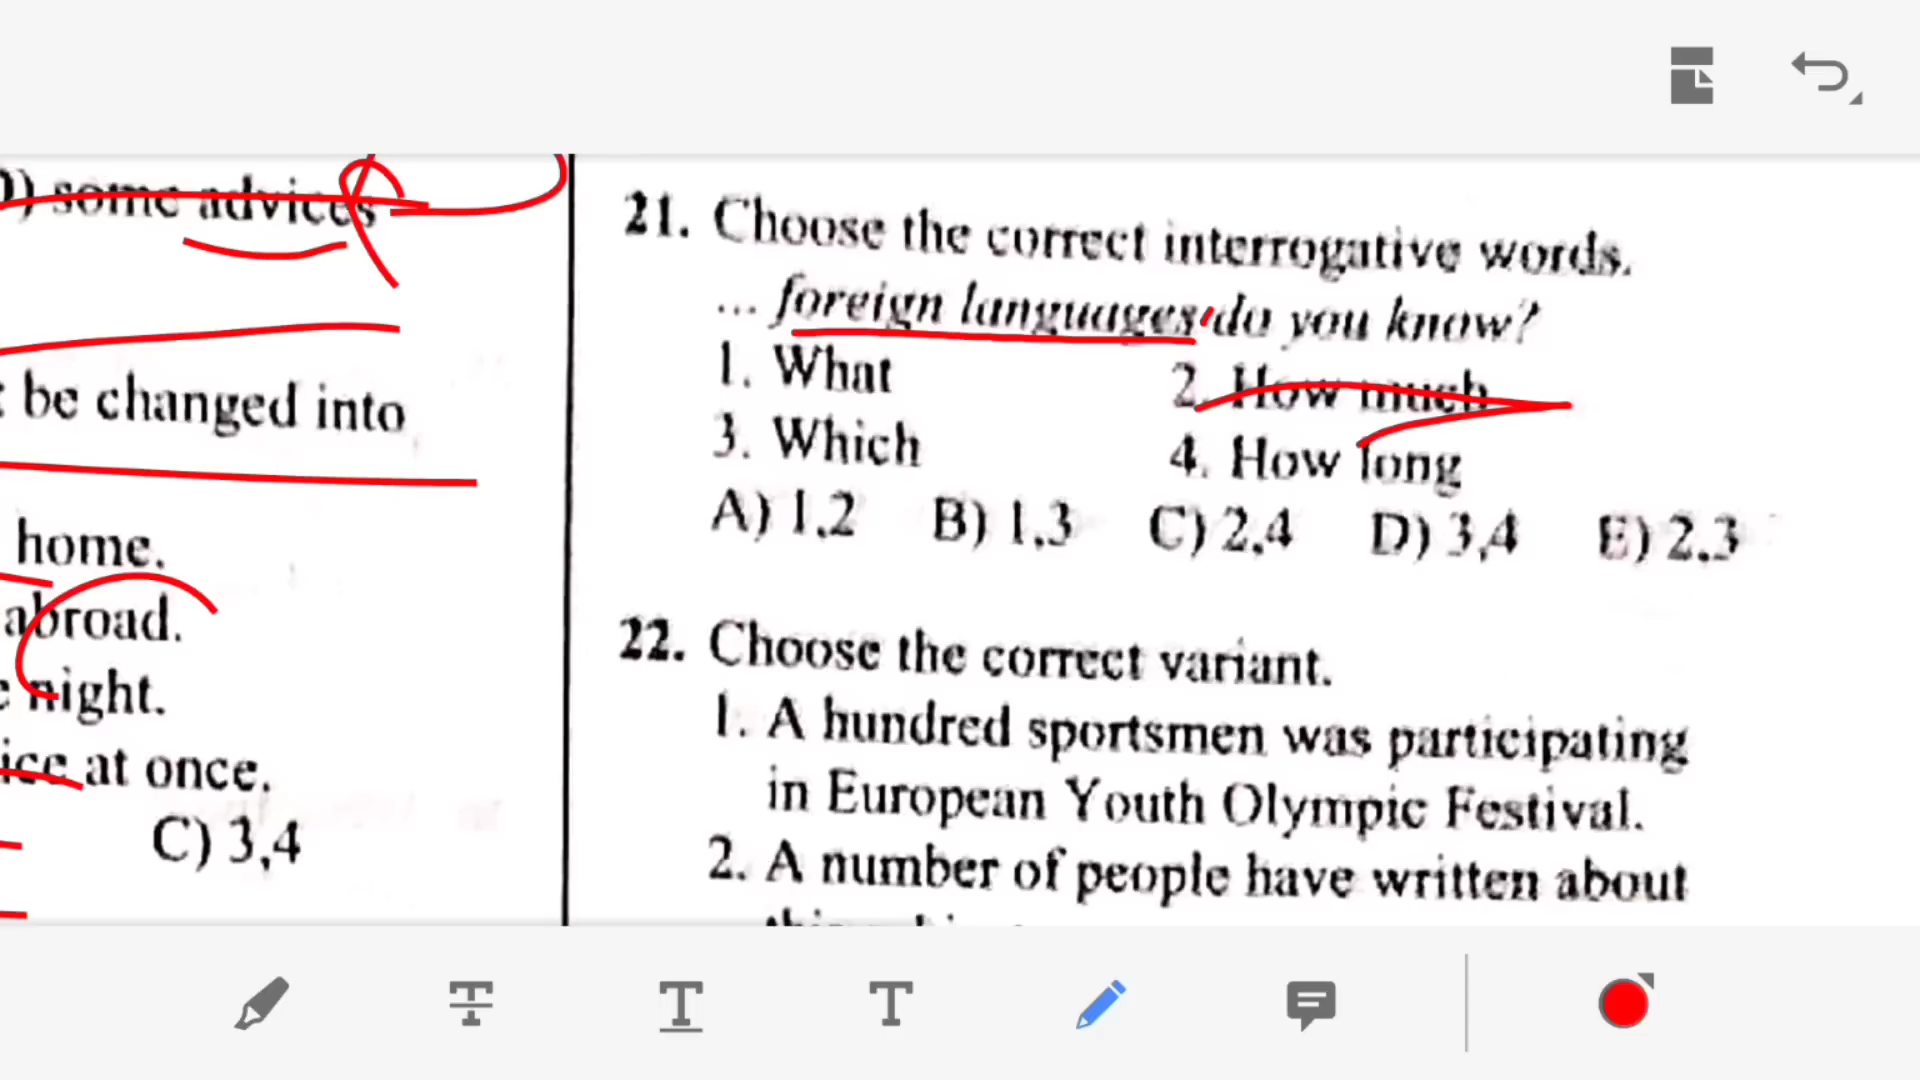 D) some advices
be changed into
home.
abroad.
night.
ice at once.
C) 3,4
21. Choose the correct interrogative words.
... foreign languages do you know?
1. What 2. How much
3. Which 4. How long
A) 1,2 B) 1,3 C) 2,4 D) 3,4 E) 2,3
22. Choose the correct variant.
1. A hundred sportsmen was participating
in European Youth Olympic Festival.
2. A number of people have written about